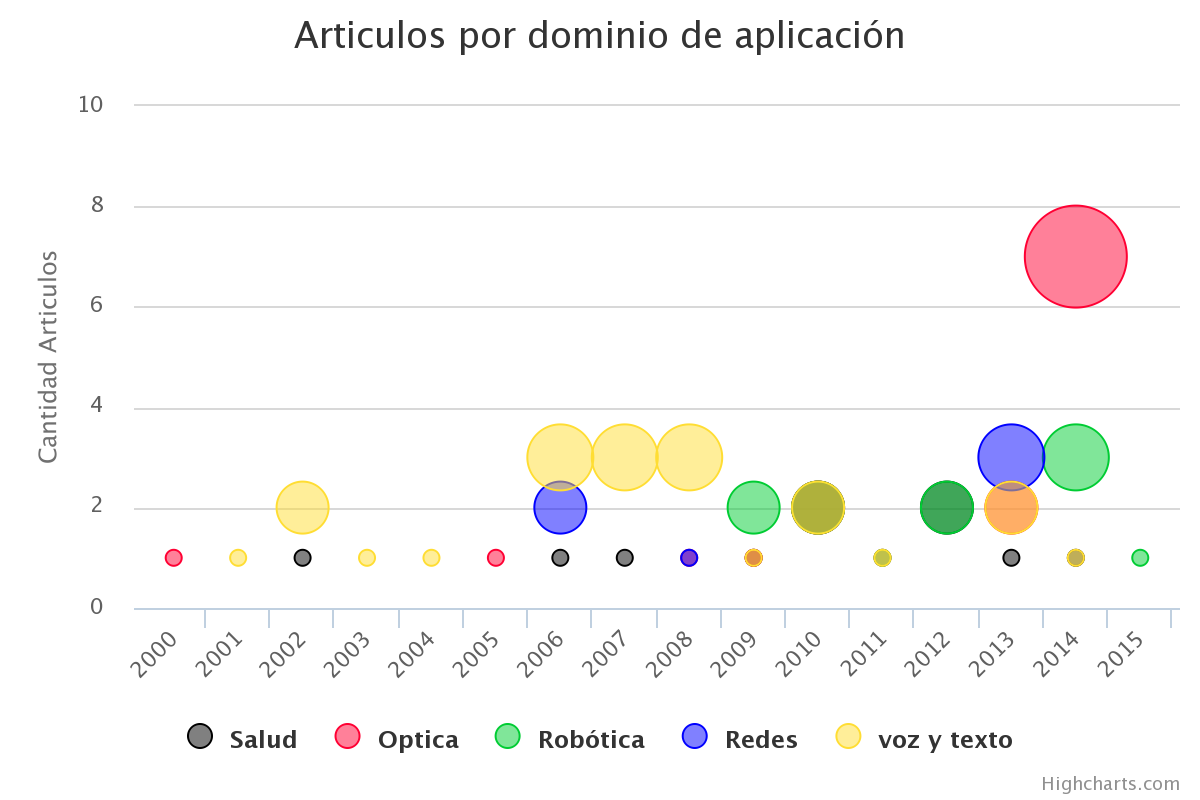 Articulos por dominio de aplicación
Cantidad Articulos
10
8
6
4
2
0
2000 2001 2002 2003 2004 2005 2006 2007 2008 2009 2010 2011 2012 2013 2014 2015
Salud Optica Robótica Redes voz y texto
Highcharts.com